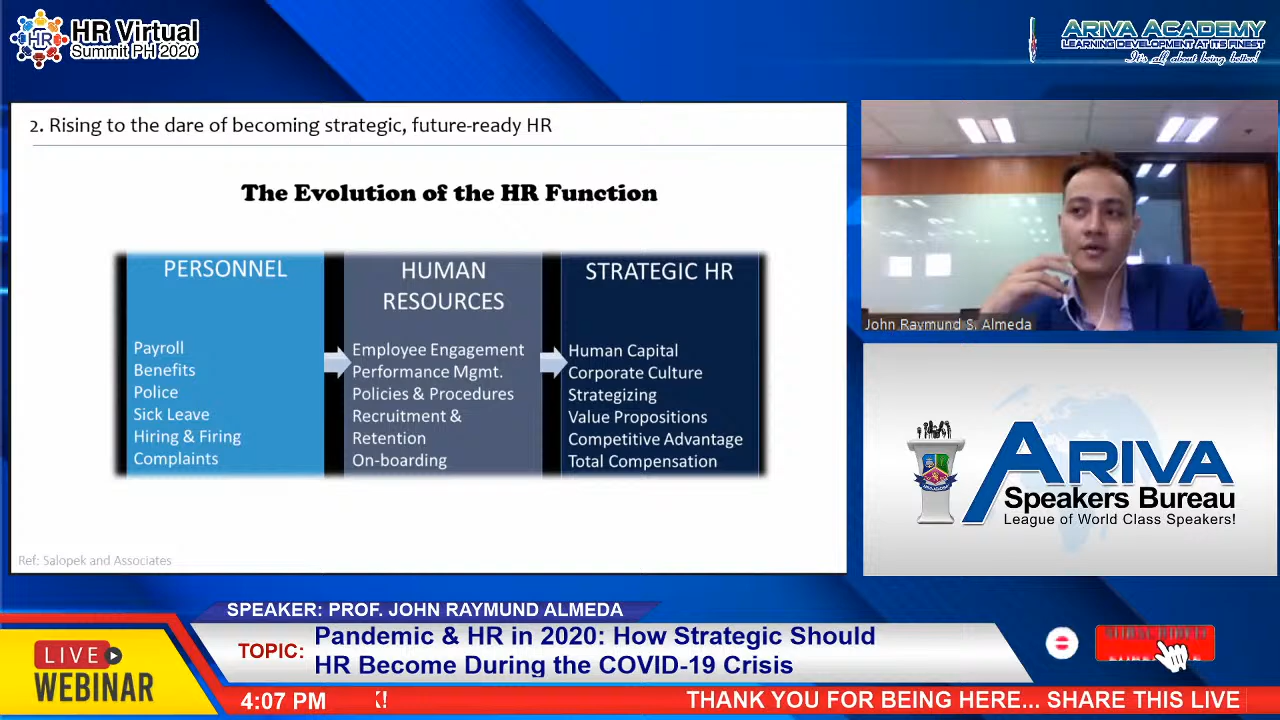 HR Virtual
Summit PH 2020
HR
ARIVA ACADEMY
LEARNING DEVELOPMENT AT ITS FINEST
It's all about being better!
2. Rising to the dare of becoming strategic, future-ready HR
The Evolution of the HR Function
PERSONNEL
Payroll
Benefits
Police
Sick Leave
Hiring & Firing
Complaints
HUMAN
RESOURCES
Employee Engagement
Performance Mgmt.
Policies & Procedures
Recruitment &
Retention
On-boarding
STRATEGIC HR
Human Capital
Corporate Culture
Strategizing
Value Propositions
Competitive Advantage
Total Compensation
Ref: Salopek and Associates
John Raymund S. Almeda
ARIVA
Speakers Bureau
League of World Class Speakers!
SPEAKER: PROF. JOHN RAYMUND ALMEDA
TOPIC:
Pandemic & HR in 2020: How Strategic Should
HR Become During the COVID-19 Crisis
LIVE
WEBINAR
4:07 PM
THANK YOU FOR BEING HERE... SHARE THIS LIVE